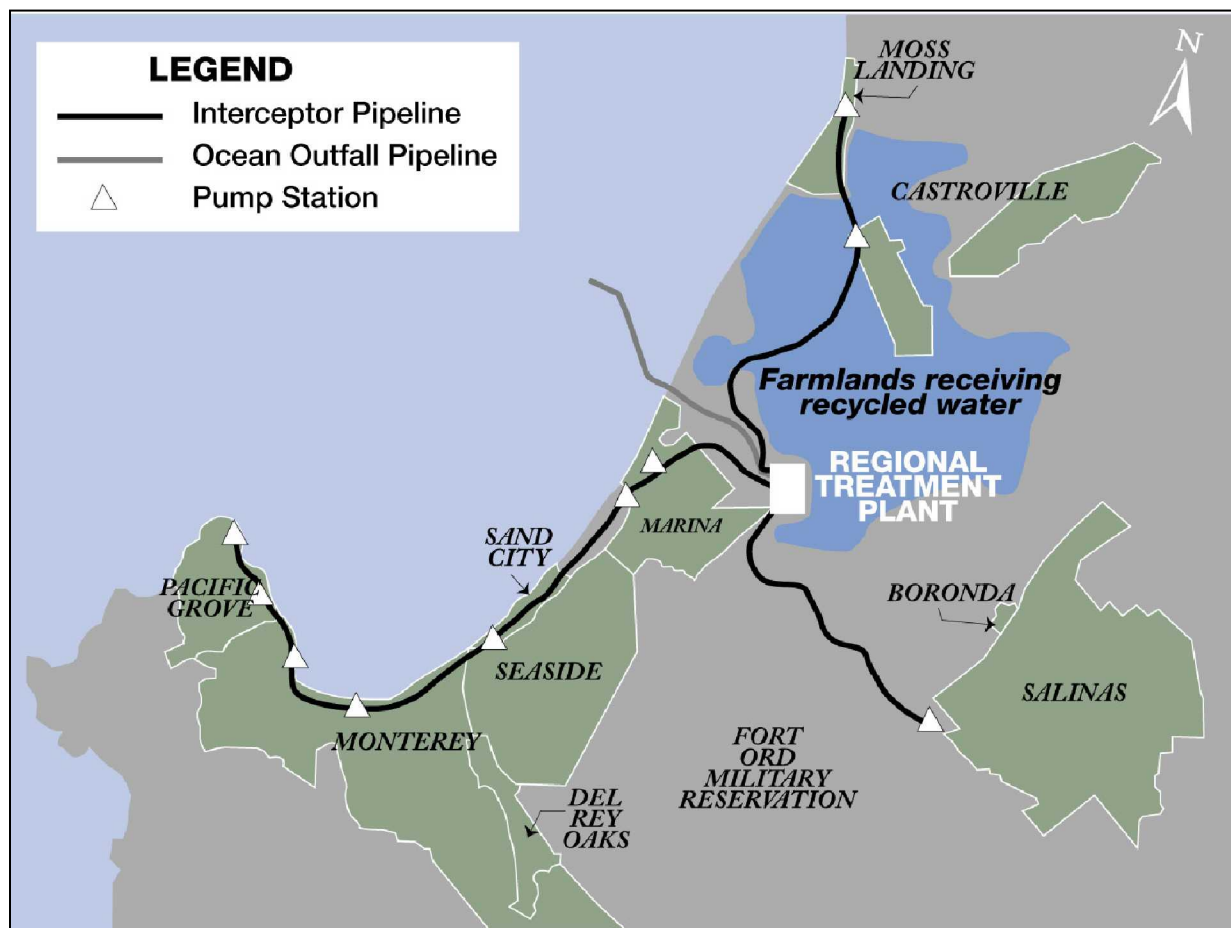 LEGEND
Interceptor Pipeline
Ocean Outfall Pipeline
Pump Station
N
MOSS
LANDING
CASTROVILLE
Farmlands receiving
recycled water
REGIONAL
TREATMENT
PLANT
MARINA
SAND
CITY
PACIFIC
GROVE
BORONDA
SEASIDE
SALINAS
MONTEREY
FORT
ORD
MILITARY
RESERVATION
DEL
REY
OAKS